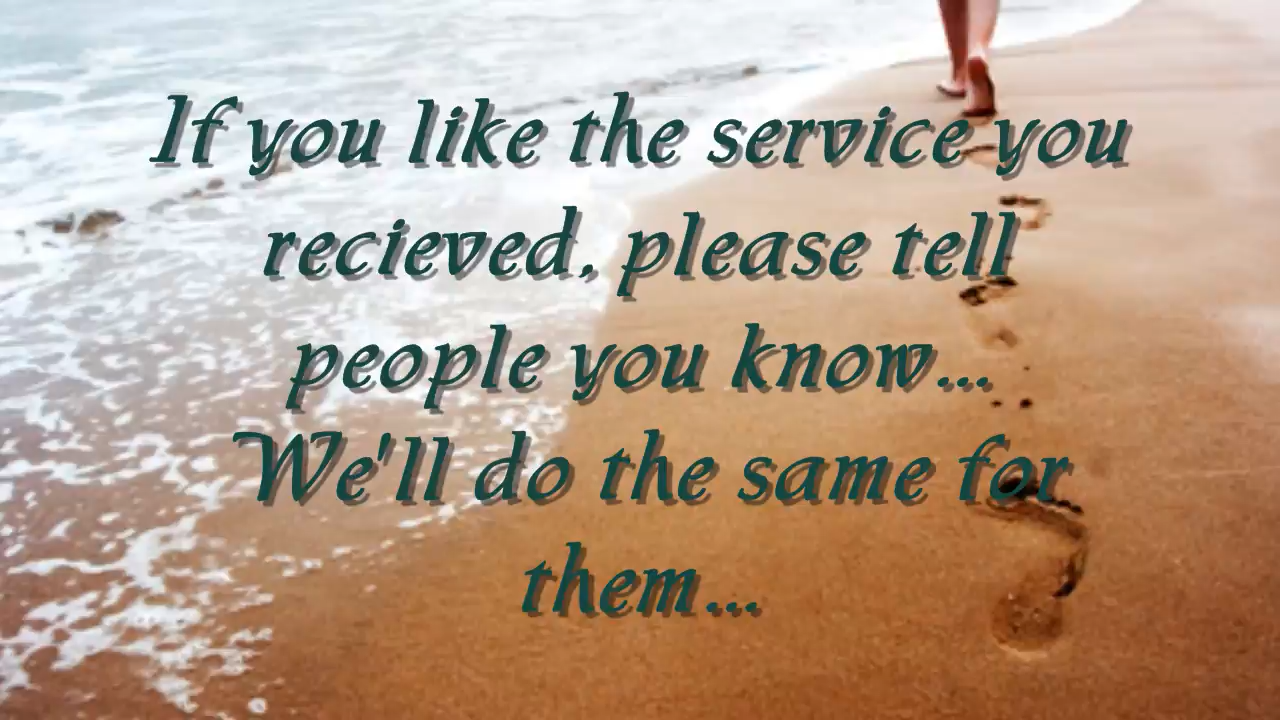 If you like the service you
recieved, please tell
people you know...
We'll do the same for
them...